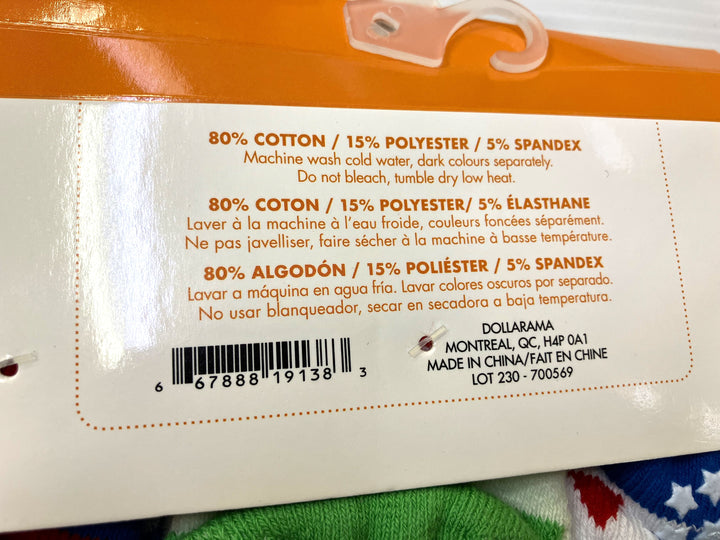 80% COTTON / 15% POLYESTER / 5% SPANDEX
Machine wash cold water, dark colours separately.
Do not bleach, tumble dry low heat.
80% COTON / 15% POLYESTER/ 5% ÉLASTHANE
Laver à la machine à l'eau froide, couleurs foncées séparément.
Ne pas javelliser, faire sécher à la machine à basse température.
80% ALGODÓN / 15% POLIÉSTER / 5% SPANDEX
Lavar a máquina en agua fría. Lavar colores oscuros por separado.
No usar blanqueador, secar en secadora a baja temperatura.
DOLLARAMA
MONTREAL, QC, H4P 0A1
MADE IN CHINA/FAIT EN CHINE
LOT 230 - 700569
6 67888 19138 3